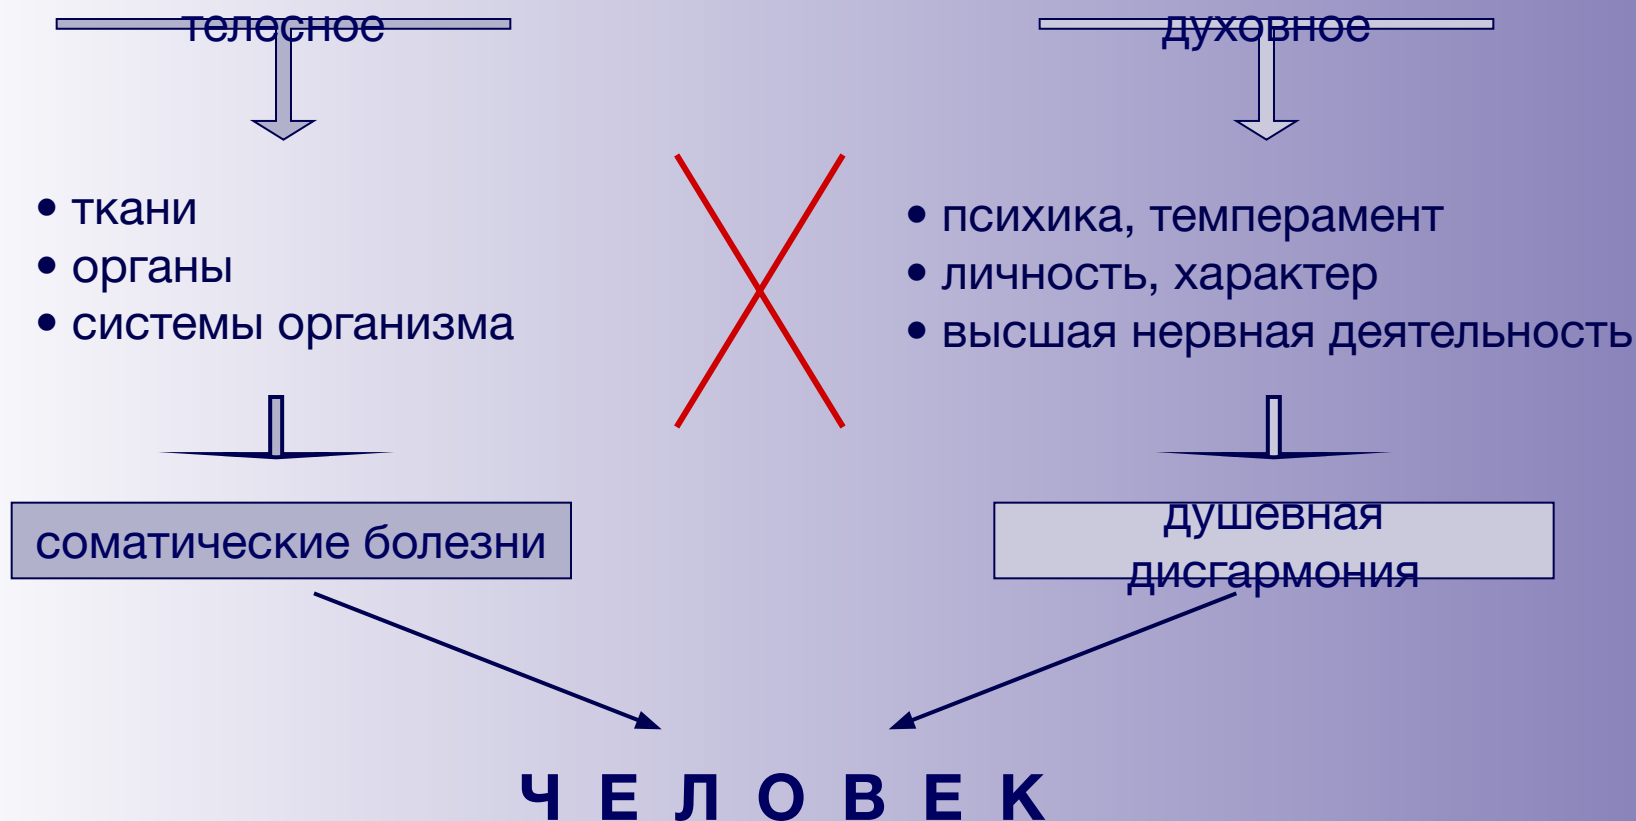 телесное
духовное
• ткани
• органы
• системы организма
• психика, темперамент
• личность, характер
• высшая нервная деятельность
соматические болезни
душевная
дисгармония
Ч Е Л О В Е К